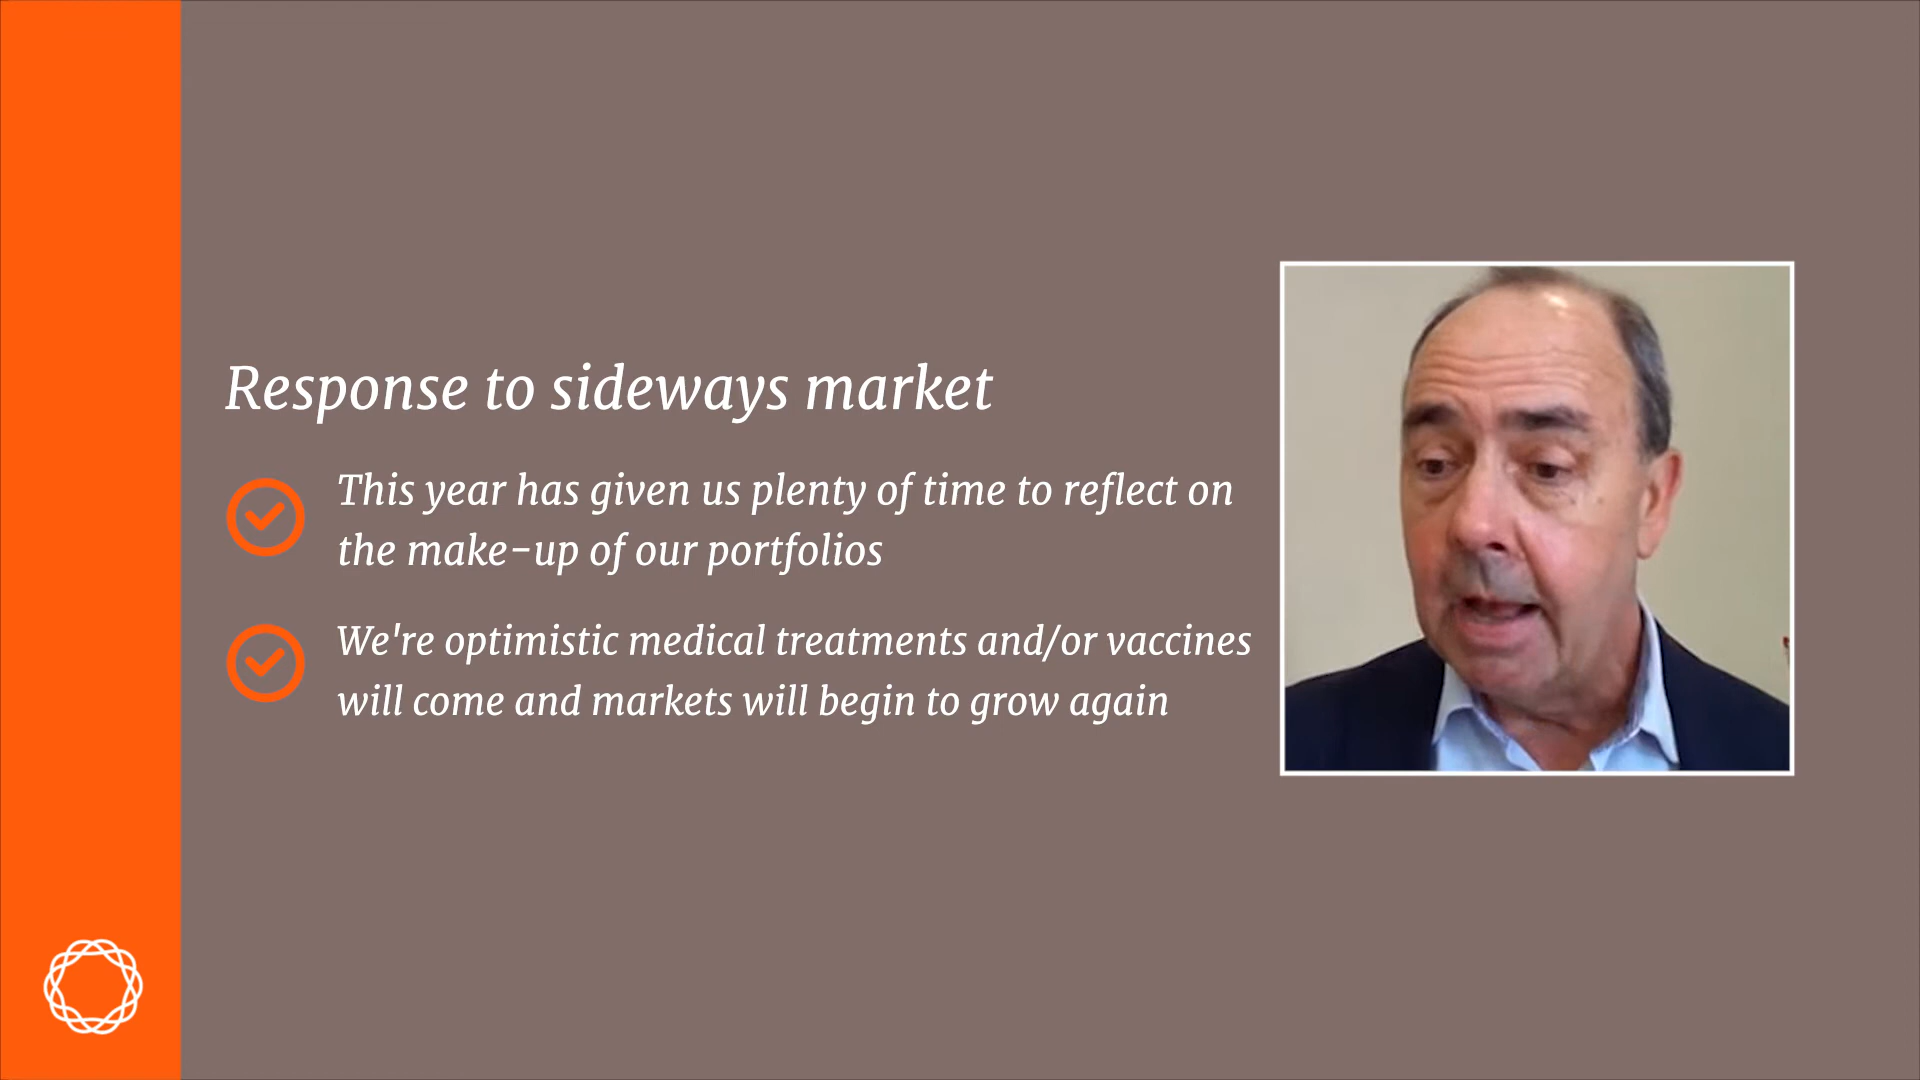 Response to sideways market
This year has given us plenty of time to reflect on
the make-up of our portfolios
We're optimistic medical treatments and/or vaccines
will come and markets will begin to grow again